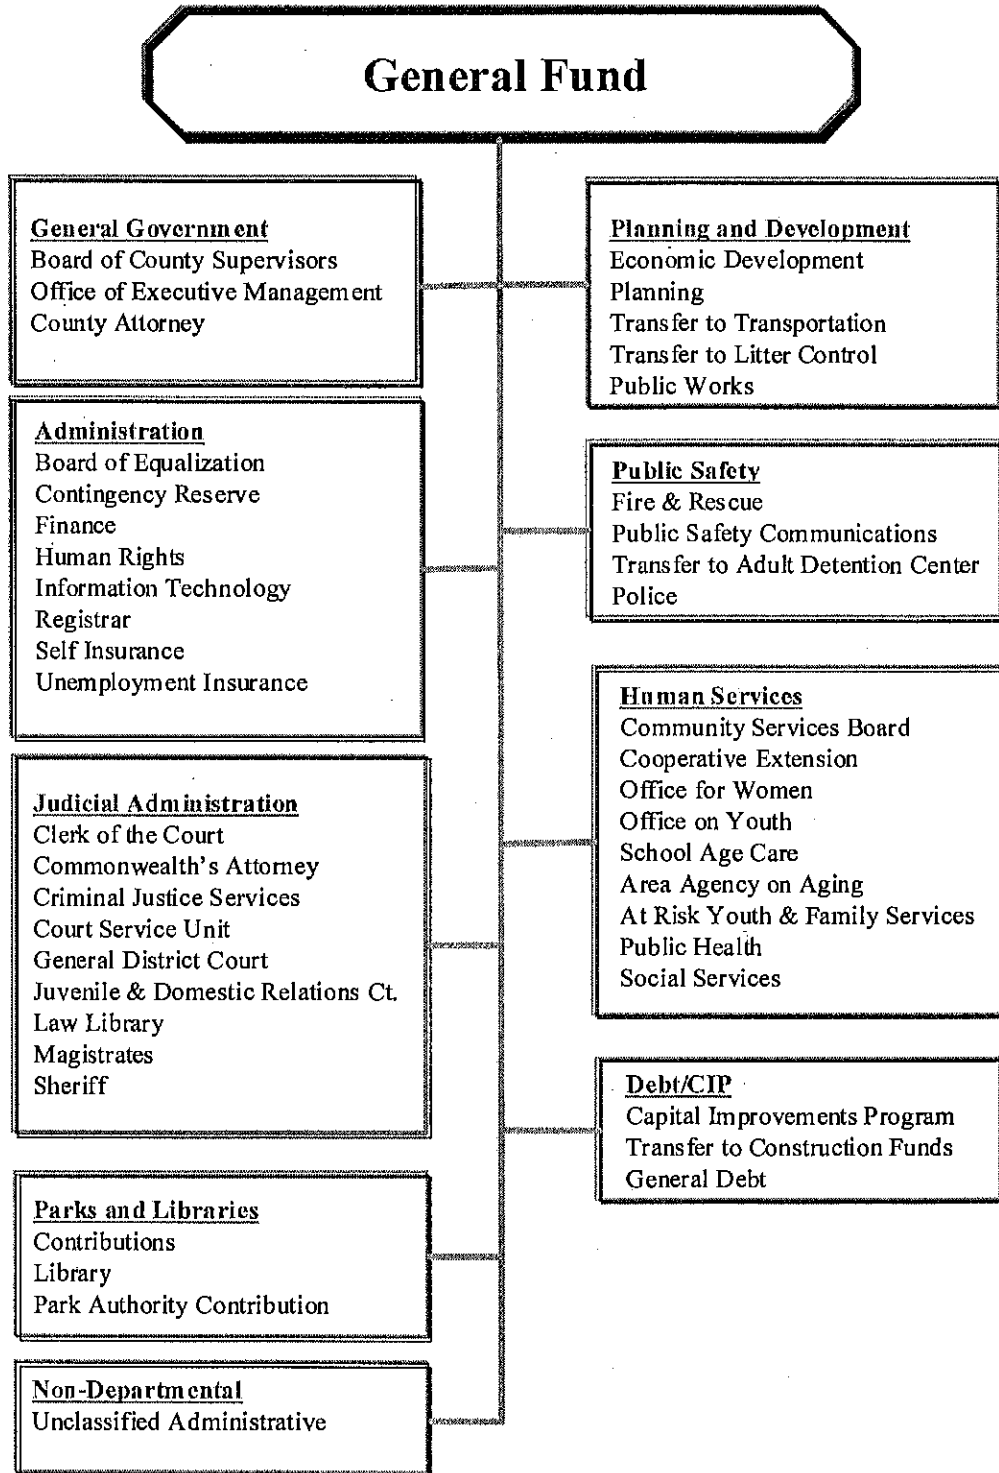 General Fund
General Government
Board of County Supervisors
Office of Executive Management
County Attorney
Administration
Board of Equalization
Contingency Reserve
Finance
Human Rights
Information Technology
Registrar
Self Insurance
Unemployment Insurance
Judicial Administration
Clerk of the Court
Commonwealth's Attorney
Criminal Justice Services
Court Service Unit
General District Court
Juvenile & Domestic Relations Ct.
Law Library
Magistrates
Sheriff
Parks and Libraries
Contributions
Library
Park Authority Contribution
Non-Departmental
Unclassified Administrative
Planning and Development
Economic Development
Planning
Transfer to Transportation
Transfer to Litter Control
Public Works
Public Safety
Fire & Rescue
Public Safety Communications
Transfer to Adult Detention Center
Police
Human Services
Community Services Board
Cooperative Extension
Office for Women
Office on Youth
School Age Care
Area Agency on Aging
At Risk Youth & Family Services
Public Health
Social Services
Debt/CIP
Capital Improvements Program
Transfer to Construction Funds
General Debt